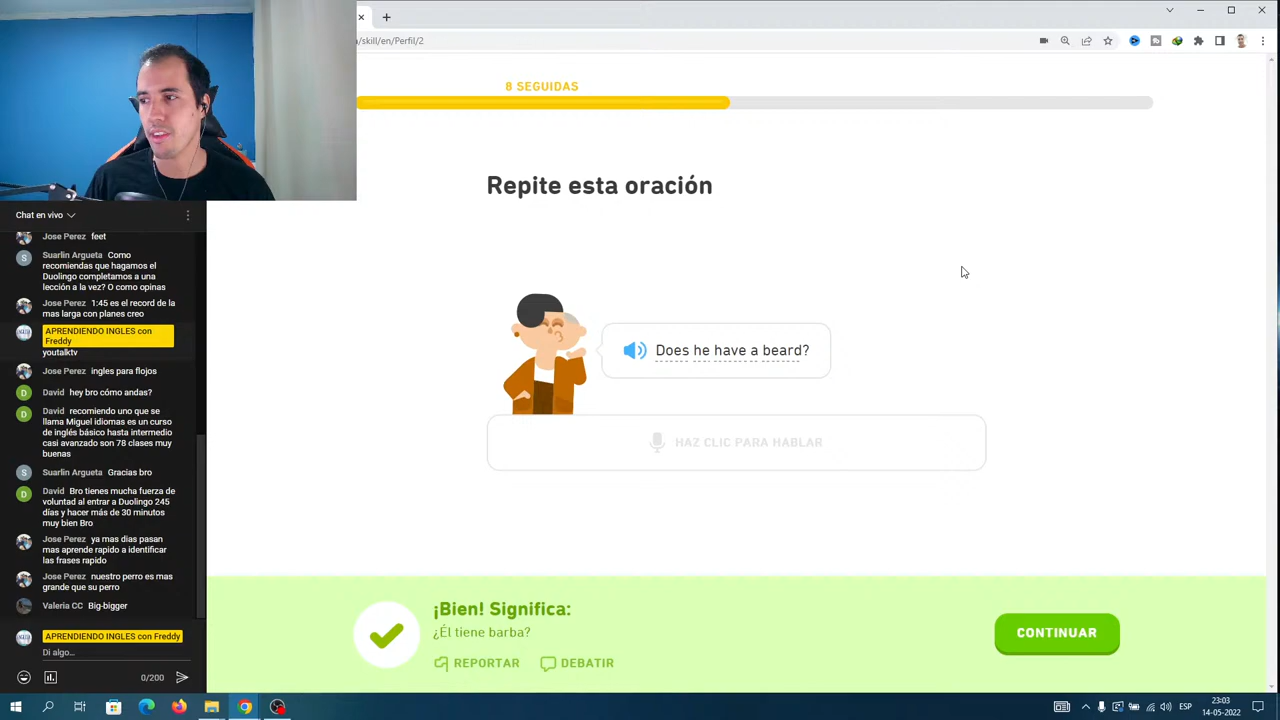 a/skill/en/Perfil/2
8 SEGUIDAS
Repite esta oración
Does he have a beard?
HAZ CLIC PARA HABLAR
¡Bien! Significa:
¿Él tiene barba?
REPORTAR
DEBATIR
CONTINUAR
Chat en vivo
Jose Perez feet
S
Suarlin Argueta Como
recomiendas que hagamos el
Duolingo completamos a una
lección a la vez? O como opinas
Jose Perez 1:45 es el record de la
mas larga con planes creo
APRENDIENDO INGLES con
Freddy
youtalktv
Jose Perez ingles para flojos
D
David hey bro cómo andas?
D
David recomiendo uno que se
llama Miguel idiomas es un curso
de inglés básico hasta intermedio
casi avanzado son 78 clases muy
buenas
S
Suarlin Argueta Gracias bro
D
David Bro tienes mucha fuerza de
voluntad al entrar a Duolingo 245
días y hacer más de 30 minutos
muy bien Bro
Jose Perez ya mas dias pasan
mas aprende rapido a identificar
las frases rapido
Jose Perez nuestro perro es mas
grande que su perro
Valeria CC Big-bigger
APRENDIENDO INGLES con Freddy
Di algo...
0/200
ESP
23:03
14-05-2022